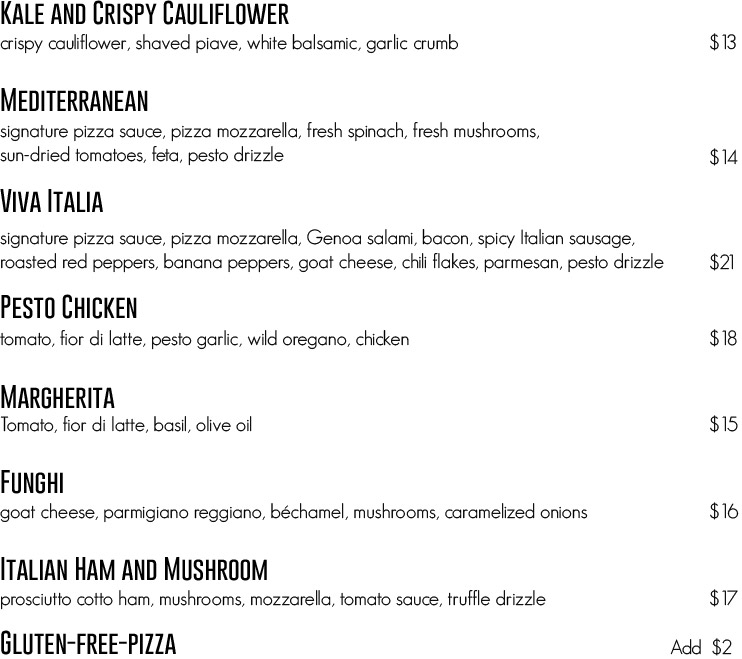 Kale and Crispy Cauliflower
crispy cauliflower, shaved piave, white balsamic, garlic crumb $13
Mediterranean
signature pizza sauce, pizza mozzarella, fresh spinach, fresh mushrooms,
sun-dried tomatoes, feta, pesto drizzle $14
Viva Italia
signature pizza sauce, pizza mozzarella, Genoa salami, bacon, spicy Italian sausage,
roasted red peppers, banana peppers, goat cheese, chili flakes, parmesan, pesto drizzle $21
Pesto Chicken
tomato, fior di latte, pesto garlic, wild oregano, chicken $18
Margherita
Tomato, fior di latte, basil, olive oil $15
Funghi
goat cheese, parmigiano reggiano, béchamel, mushrooms, caramelized onions $16
Italian Ham and Mushroom
prosciutto cotto ham, mushrooms, mozzarella, tomato sauce, truffle drizzle $17
Gluten-free-pizza Add $2